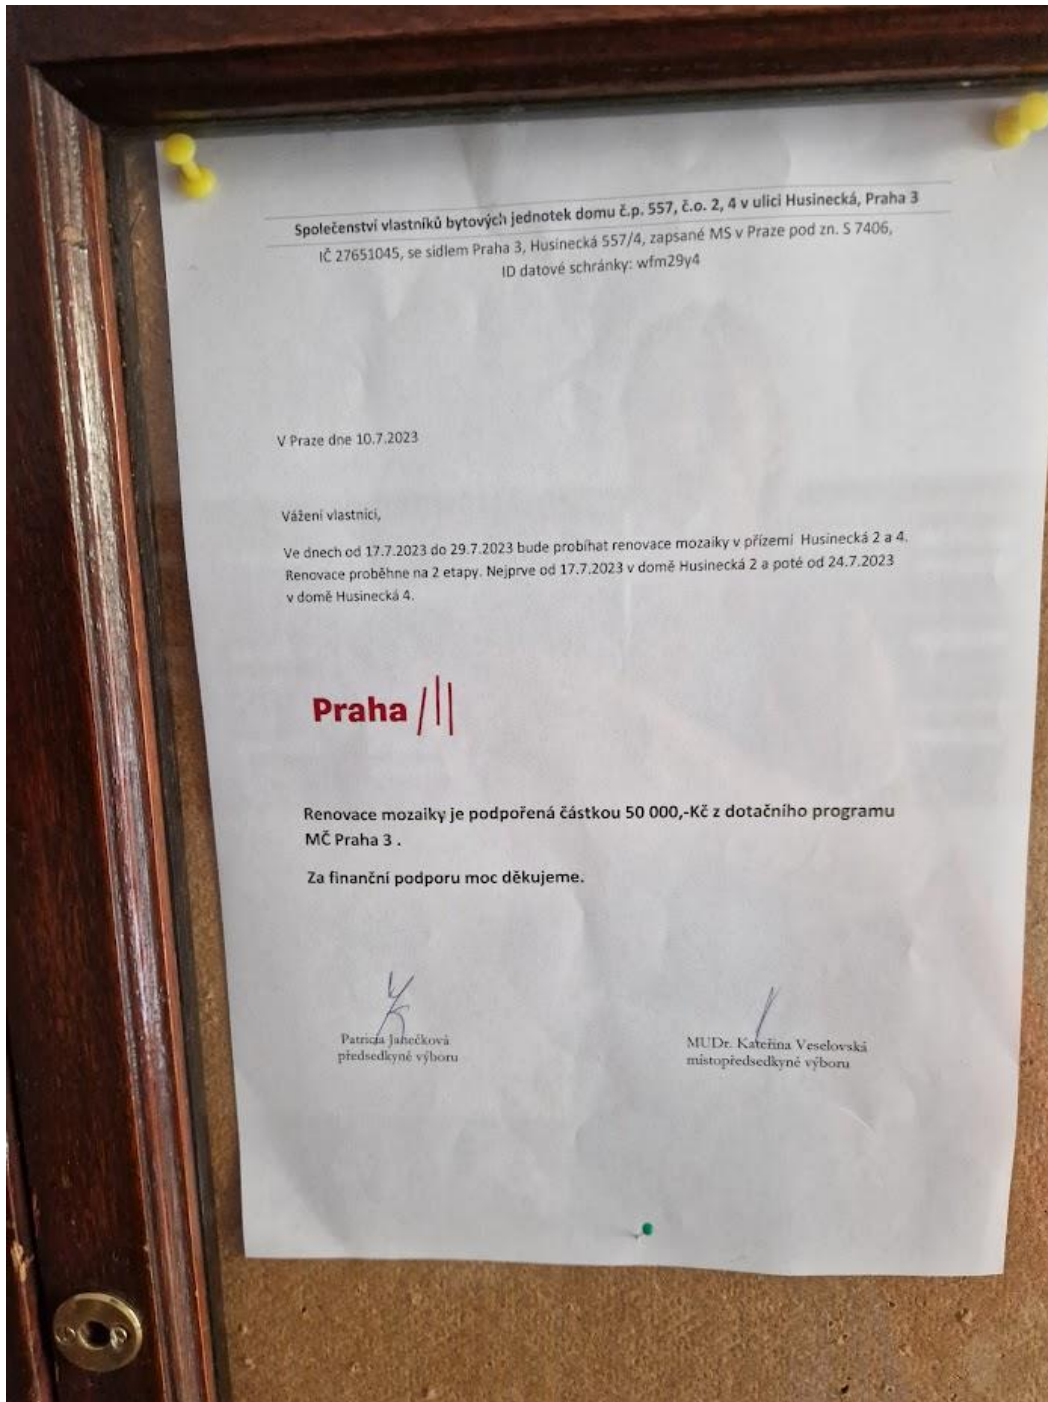 Společenství vlastníků bytových jednotek domu č.p. 557, č.o. 2, 4 v ulici Husinecká, Praha 3
IČ 27651045, se sídlem Praha 3, Husinecká 557/4, zapsané MS v Praze pod zn. S 7406,
ID datové schránky: wfm29y4
V Praze dne 10.7.2023
Vážení vlastníci,
Ve dnech od 17.7.2023 do 29.7.2023 bude probíhat renovace mozaiky v přízemí Husinecká 2 a 4.
Renovace proběhne na 2 etapy. Nejprve od 17.7.2023 v domě Husinecká 2 a poté od 24.7.2023
v domě Husinecká 4.
Praha
Renovace mozaiky je podpořená částkou 50 000,-Kč z dotačního programu
MČ Praha 3 .
Za finanční podporu moc děkujeme.
Patricia Janečková
předsedkyně výboru
MUDr. Kateřina Veselovská
místopředsedkyně výboru